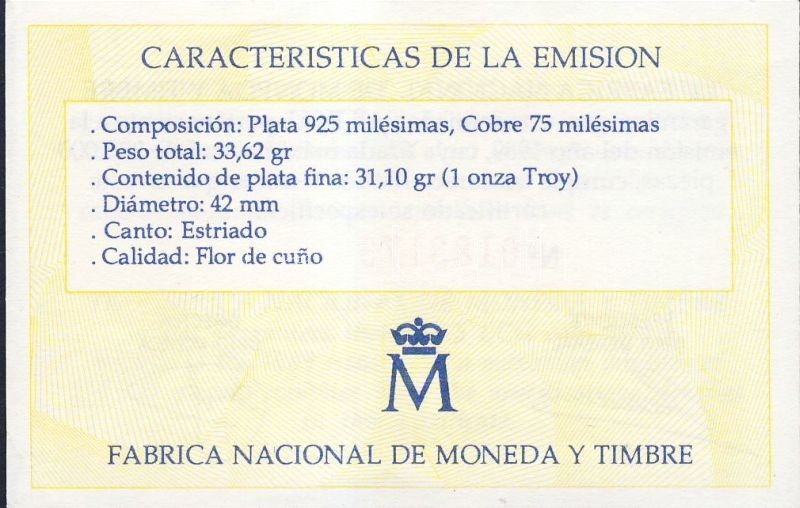 CARACTERISTICAS DE LA EMISION
. Composición: Plata 925 milésimas, Cobre 75 milésimas
. Peso total: 33,62 gr
. Contenido de plata fina: 31,10 gr (1 onza Troy)
. Diámetro: 42 mm
. Canto: Estriado
. Calidad: Flor de cuño
M
FABRICA NACIONAL DE MONEDA Y TIMBRE